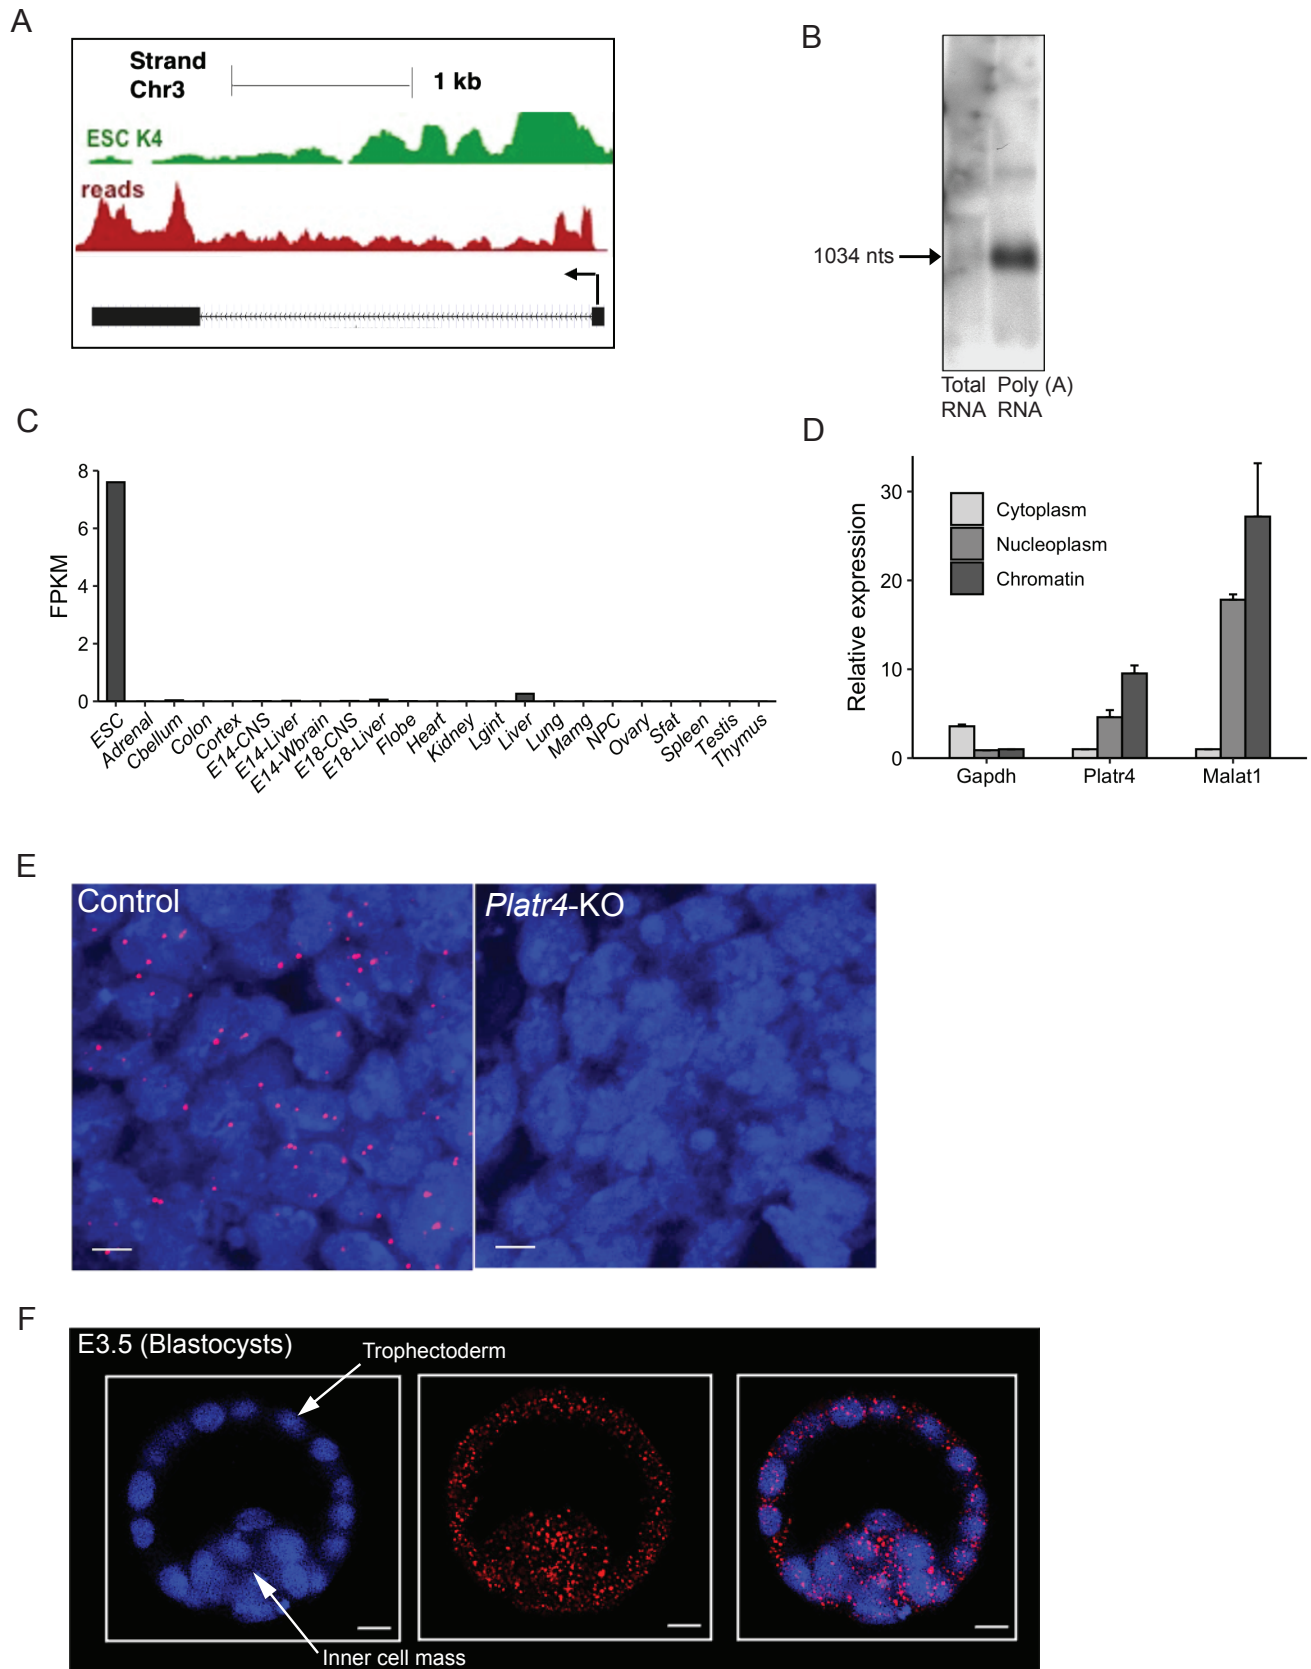 A
Strand
Chr3
1 kb
ESC K4
reads
B
1034 nts
Total Poly (A)
RNA RNA
C
FPKM
8
6
4
2
0
ESC
Adrenal
Cbellum
Colon
Cortex
E14-CNS
E14-Liver
E14-Wbrain
E18-CNS
E18-Liver
Flobe
Heart
Kidney
Lgint
Liver
Lung
Mamg
NPC
Ovary
Sfat
Spleen
Testis
Thymus
D
Relative expression
30
20
10
0
Cytoplasm
Nucleoplasm
Chromatin
Gapdh
Platr4
Malat1
E
Control
Platr4-KO
F
E3.5 (Blastocysts)
Trophectoderm
Inner cell mass